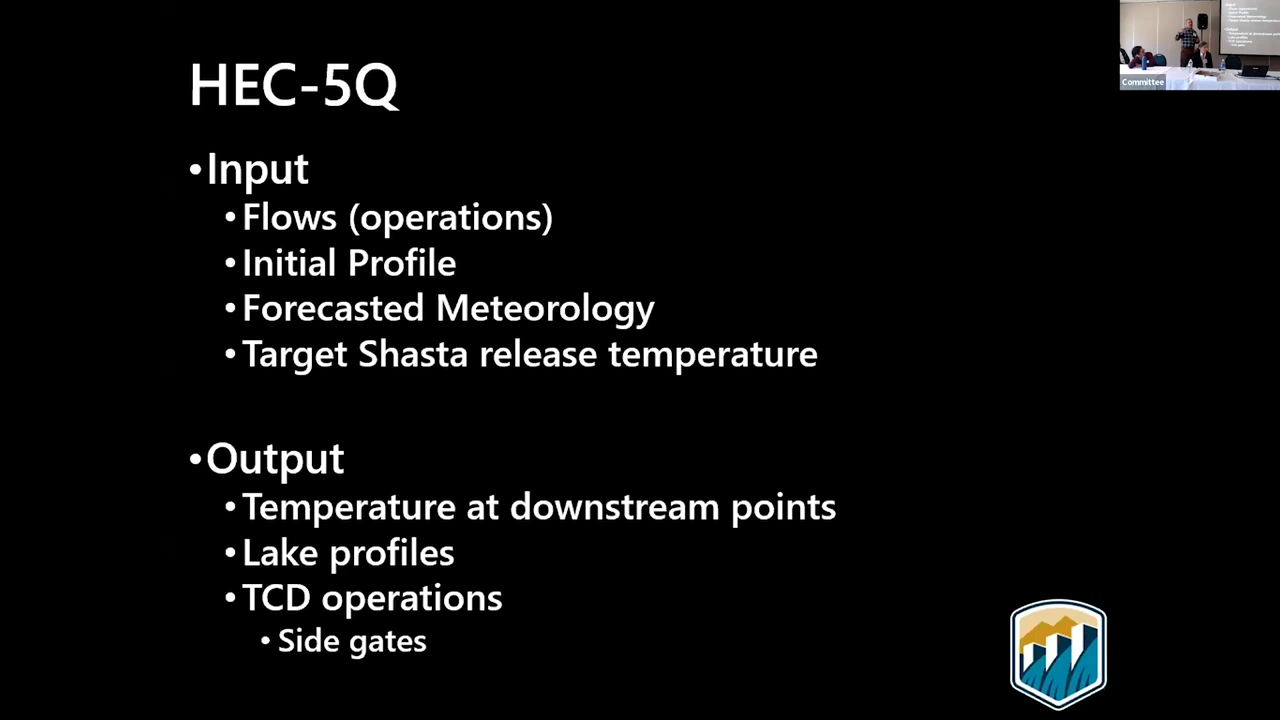 HEC-5Q
•Input
•Flows (operations)
•Initial Profile
•Forecasted Meteorology
•Target Shasta release temperature
•Output
•Temperature at downstream points
•Lake profiles
•TCD operations
•Side gates
Committee